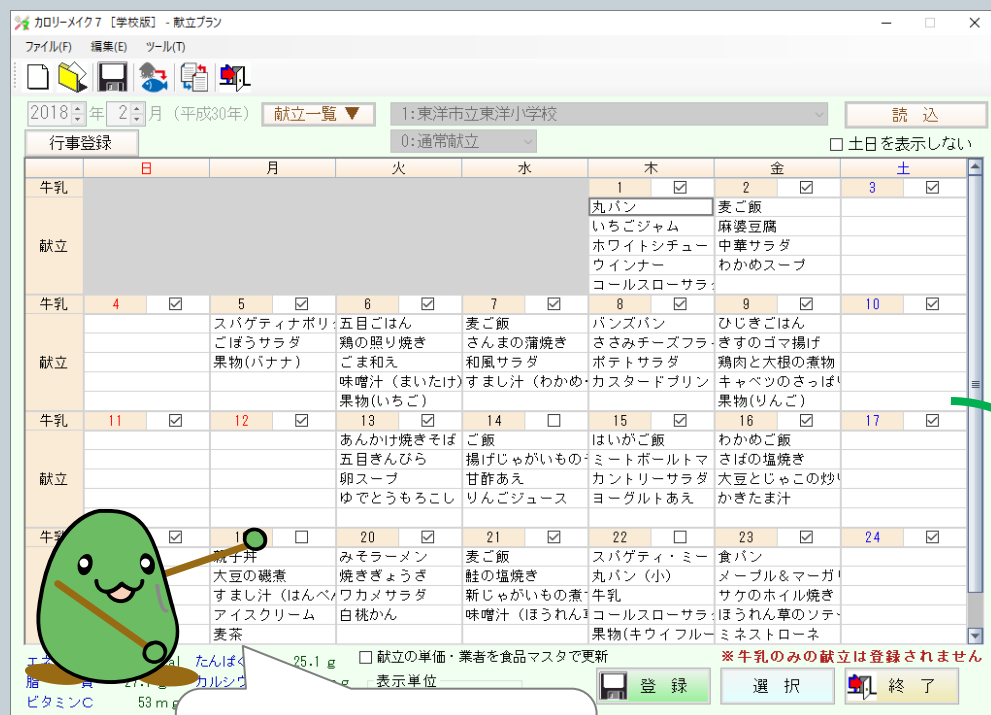 カロリーメイク7 [学校版] - 献立プラン
ファイル(F) 編集(E) ツール(T)
2018 年 2 月 (平成30年) 献立一覧 ▼ 1:東洋市立東洋小学校 読 込
行事登録 0:通常献立 土日を表示しない
日 月 火 水 木 金 土
牛乳 1 2 3
献立
丸パン 麦ご飯
いちごジャム 麻婆豆腐
ホワイトシチュー 中華サラダ
ウインナー わかめスープ
コールスローサラ
牛乳 4 5 6 7 8 9 10
献立
スパゲティナポリ 五目ごはん 麦ご飯 バンズパン ひじきごはん
ごぼうサラダ 鶏の照り焼き さんまの蒲焼き ささみチーズフラ きすのゴマ揚げ
果物(バナナ) ごま和え 和風サラダ ポテトサラダ 鶏肉と大根の煮物
味噌汁 (まいたけ) すまし汁 (わかめ カスタードプリン キャベツのさっぱ
果物(いちご) 果物(りんご)
牛乳 11 12 13 14 15 16 17
献立
あんかけ焼きそば ご飯 はいがご飯 わかめご飯
五目きんぴら 揚げじゃがいもの ミートボールトマ さばの塩焼き
卵スープ 甘酢あえ カントリーサラダ 大豆とじゃこの炒
ゆでとうもろこし りんごジュース ヨーグルトあえ かきたま汁
牛 1 20 21 22 23 24
親子丼 みそラーメン 麦ご飯 スパゲティ・ミー 食パン
大豆の磯煮 焼きぎょうざ 鮭の塩焼き 丸パン (小) メープル&マーガリ
すまし汁 (はんぺ ワカメサラダ 新じゃがいもの煮 牛乳 サケのホイル焼き
アイスクリーム 白桃かん 味噌汁 (ほうれん コールスローサラ ほうれん草のソテ
麦茶 果物(キウイフルー ミネストローネ
エネ al たんぱく 25.1 g 献立の単価・業者を食品マスタで更新 ※牛乳のみの献立は登録されません
脂 質 27. カルシウ g 表示単位 登 録 選 択 終 了
ビタミンC 53 mg